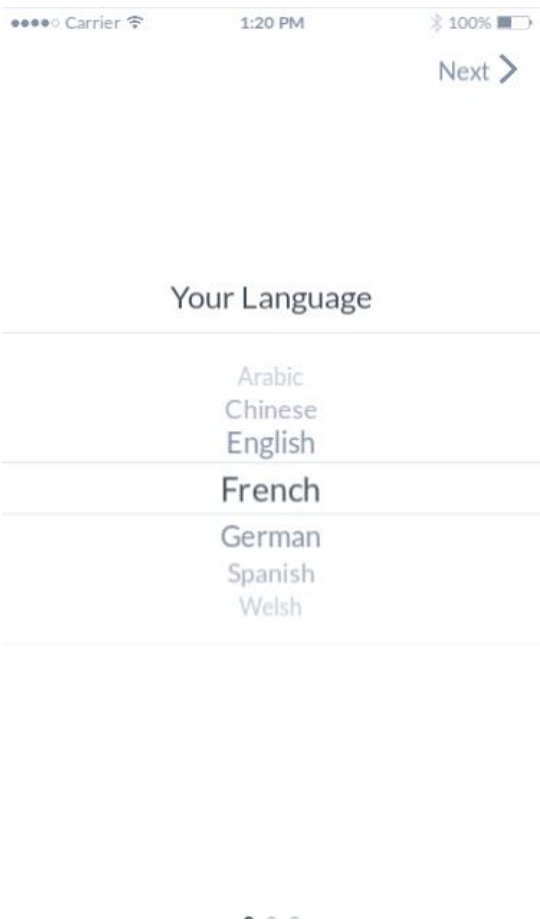 Carrier 1:20 PM 100%
Next
Your Language
Arabic
Chinese
English
French
German
Spanish
Welsh